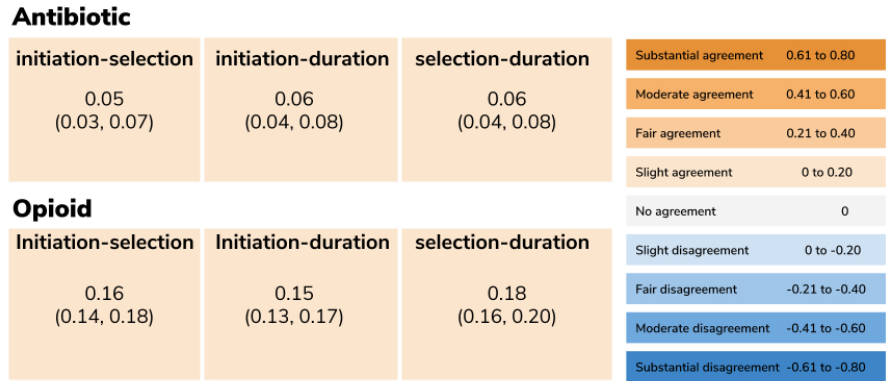 Antibiotic
initiation-selection
0.05
(0.03, 0.07)
initiation-duration
0.06
(0.04, 0.08)
selection-duration
0.06
(0.04, 0.08)
Opioid
Initiation-selection
0.16
(0.14, 0.18)
Initiation-duration
0.15
(0.13, 0.17)
selection-duration
0.18
(0.16, 0.20)
Substantial agreement 0.61 to 0.80
Moderate agreement 0.41 to 0.60
Fair agreement 0.21 to 0.40
Slight agreement 0 to 0.20
No agreement 0
Slight disagreement 0 to -0.20
Fair disagreement -0.21 to -0.40
Moderate disagreement -0.41 to -0.60
Substantial disagreement -0.61 to -0.80